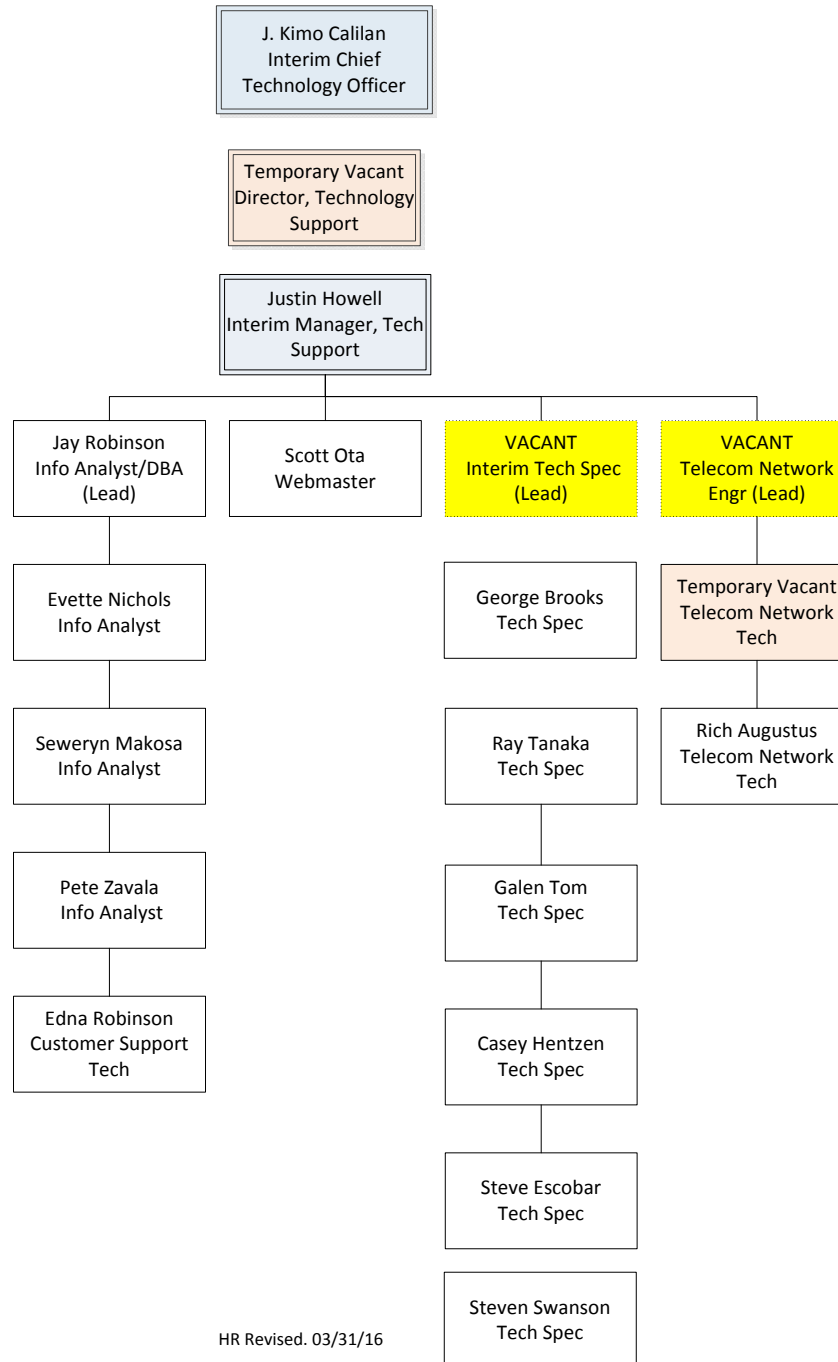 J. Kimo Calilan
Interim Chief
Technology Officer
Temporary Vacant
Director, Technology
Support
Justin Howell
Interim Manager, Tech
Support
Jay Robinson
Info Analyst/DBA
(Lead)
Scott Ota
Webmaster
VACANT
Interim Tech Spec
(Lead)
VACANT
Telecom Network
Engr (Lead)
Evette Nichols
Info Analyst
George Brooks
Tech Spec
Temporary Vacant
Telecom Network
Tech
Seweryn Makosa
Info Analyst
Ray Tanaka
Tech Spec
Rich Augustus
Telecom Network
Tech
Pete Zavala
Info Analyst
Galen Tom
Tech Spec
Edna Robinson
Customer Support
Tech
Casey Hentzen
Tech Spec
Steve Escobar
Tech Spec
Steven Swanson
Tech Spec
HR Revised. 03/31/16